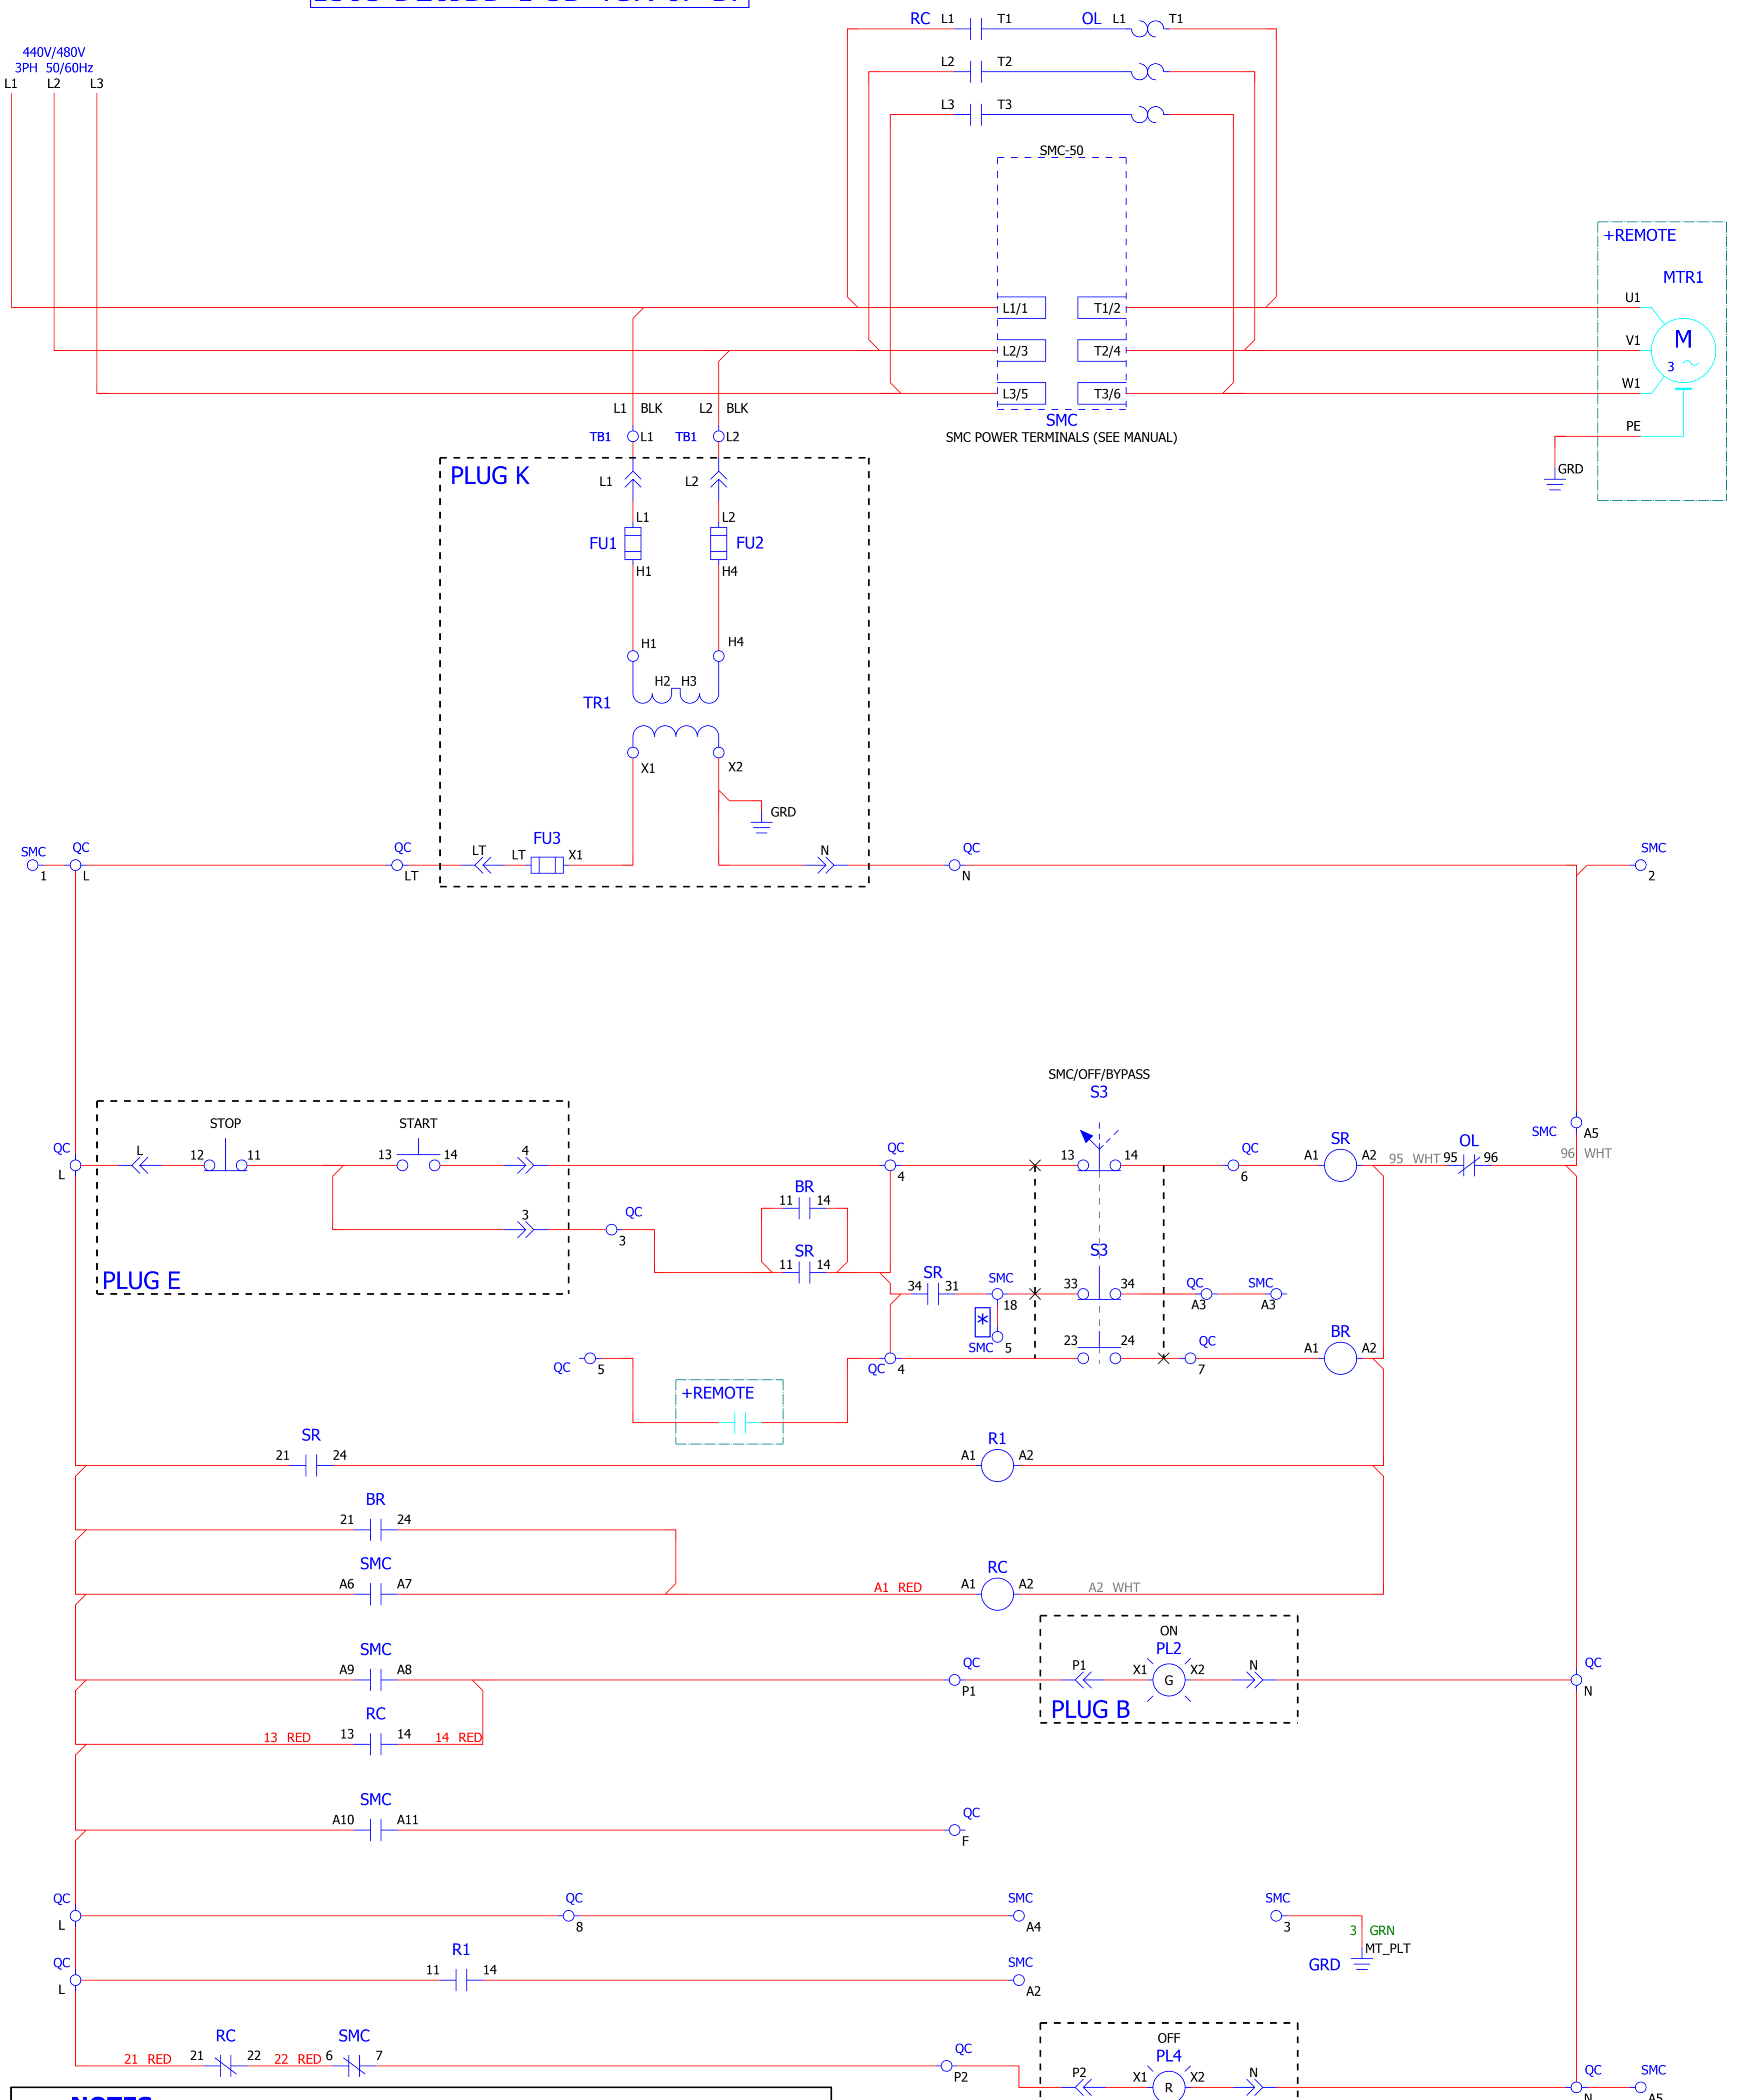 RC L1 T1 OL L1 T1
440V/480V
3PH 50/60Hz
L1 L2 L3
L2 T2
L3 T3
SMC-50
+REMOTE
MTR1
L1/1 T1/2 U1
M
3
L2/3 T2/4 V1
L3/5 T3/6 W1
L1 BLK L2 BLK
SMC
SMC POWER TERMINALS (SEE MANUAL)
PE
TB1 L1 TB1 L2
GRD
PLUG K
L1 L2
L1 L2
FU1 FU2
H1 H4
H1 H4
H2 H3
TR1
X1 X2
GRD
FU3
SMC QC QC LT LT X1 N QC SMC
1 L LT N 2
SMC/OFF/BYPASS
S3
STOP START
SMC A5
QC L 12 11 13 14 4 QC 13 14 QC SR A1 A2 95 WHT 95 OL 96 96 WHT
L 4 6
BR
11 14
3 QC
3
SR
11 14
S3
PLUG E
SR
34 31 SMC 33 34 QC SMC
18 A3 A3
*
SMC 5
23 24 QC BR A1 A2
QC 5 QC 4 7
+REMOTE
SR
21 24
R1
A1 A2
BR
21 24
SMC
A6 A7
A1 RED
RC
A1 A2
A2 WHT
ON
PL2
SMC
A9 A8
QC
P1
P1 X1 G X2 N
QC
N
PLUG B
RC
13 RED 13 14 14 RED
SMC
A10 A11
QC
F
QC QC SMC SMC
L 8 A4 3
3 GRN
MT_PLT
GRD
QC R1 SMC
L 11 14 A2
OFF
PL4
RC SMC
21 RED 21 22 22 RED 6 7
QC
P2
P2 X1 R X2 N
QC SMC
N A5